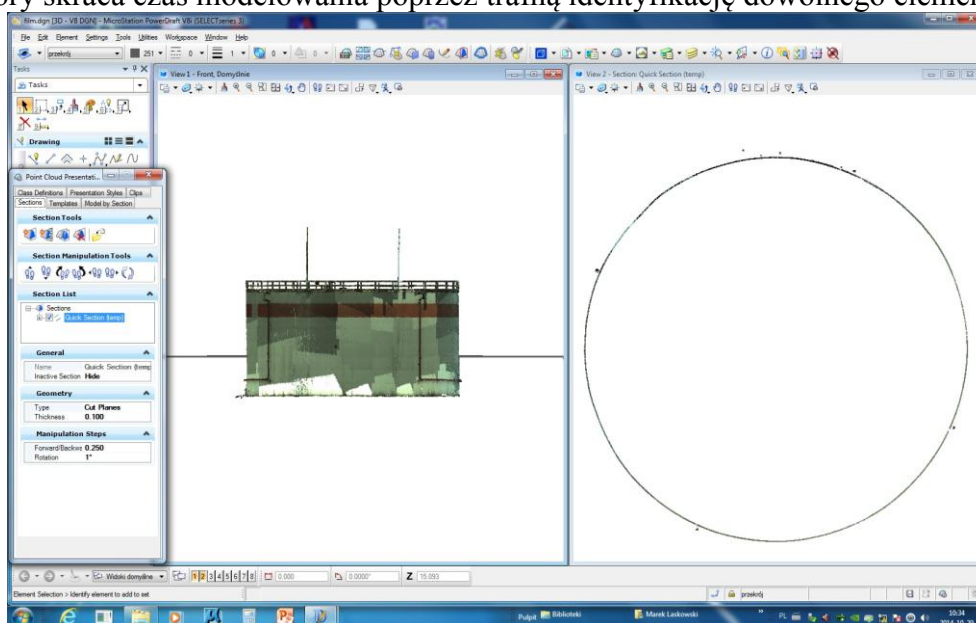 óry skraca czas modelowania poprzez trafną identyfikację dowolnego elemen
film.dgn [3D - V8 DGN] - MicroStation PowerDraft V8i (SELECTseries 3)
File Edit Element Settings Tools Utilities Workspace Window Help
przekrój 251 0 1 0 0
Tasks
Tasks
Drawing
View 1 - Front, Domyślnie
View 2 - Section: Quick Section (temp)
Point Cloud Presentati...
Class Definitions Presentation Styles Clips
Sections Templates Model by Section
Section Tools
Section Manipulation Tools
Section List
Sections
Quick Section (temp)
General
Name Quick Section (temp
Inactive Section Hide
Geometry
Type Cut Planes
Thickness 0.100
Manipulation Steps
Forward/Backwa 0.250
Rotation 1°
Widoki domyślne 1 2 3 4 5 6 7 8 0.000 0.0000° Z 15.093
Element Selection > Identify element to add to set
przekrój
Pulpit Biblioteki Marek Laskowski PL 10:34